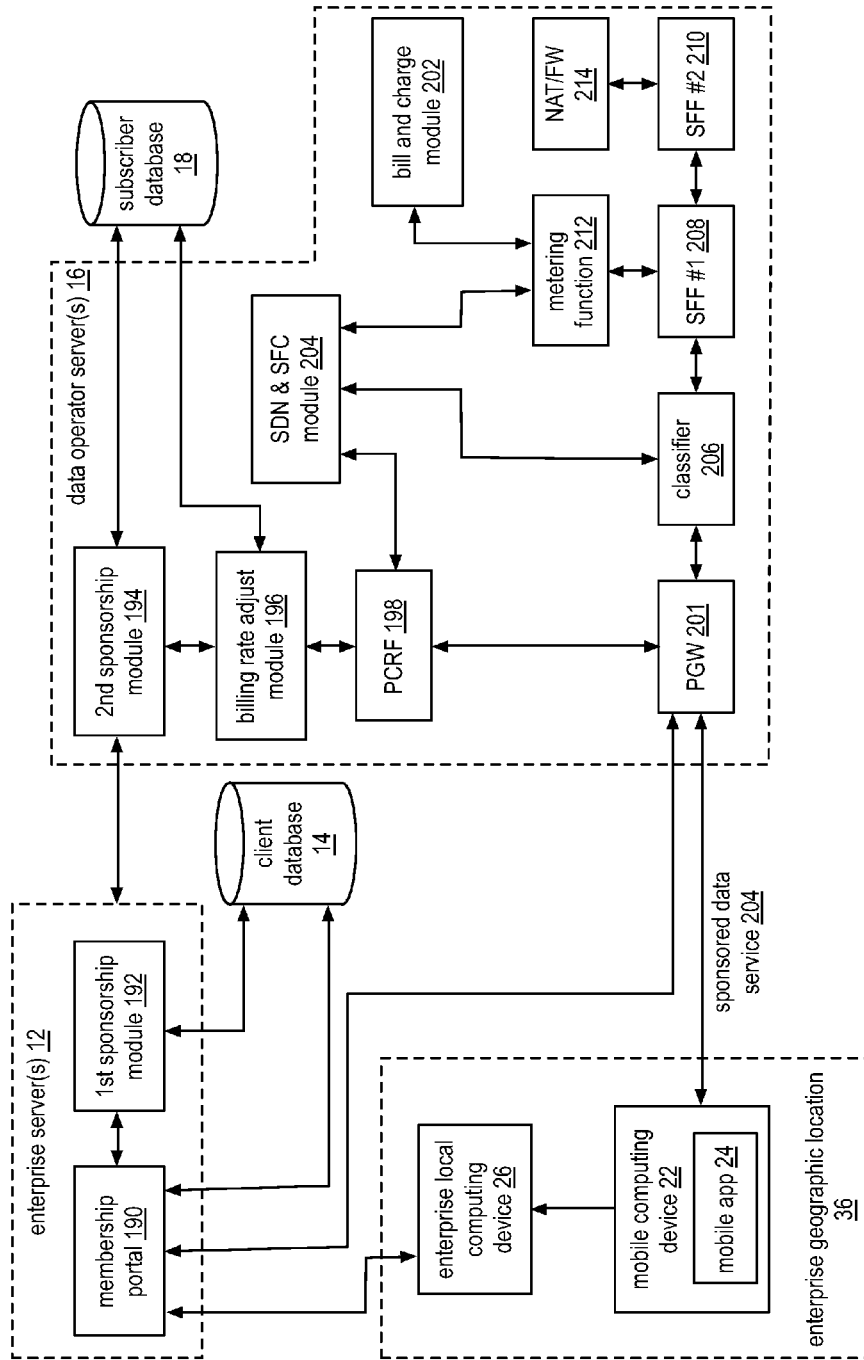 enterprise server(s) 12
membership
portal 190
1st sponsorship
module 192
client
database
14
data operator server(s) 16
2nd sponsorship
module 194
subscriber
database
18
billing rate adjust
module 196
SDN & SFC
module 204
bill and charge
module 202
PCRF 198
metering
function 212
NAT/FW
214
PGW 201
classifier
206
SFF #1 208
SFF #2 210
enterprise local
computing
device 26
mobile computing
device 22
mobile app 24
sponsored data
service 204
enterprise geographic location
36